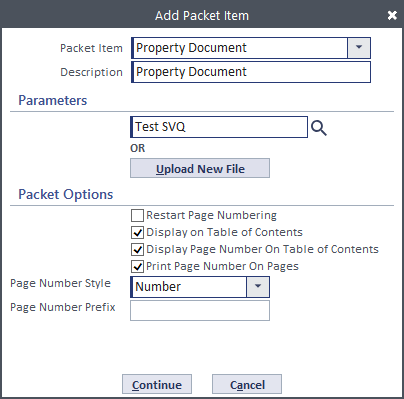 Add Packet Item
Packet Item Property Document
Description Property Document
Parameters
Test SVQ
OR
Upload New File
Packet Options
Restart Page Numbering
Display on Table of Contents
Display Page Number On Table of Contents
Print Page Number On Pages
Page Number Style Number
Page Number Prefix
Continue Cancel